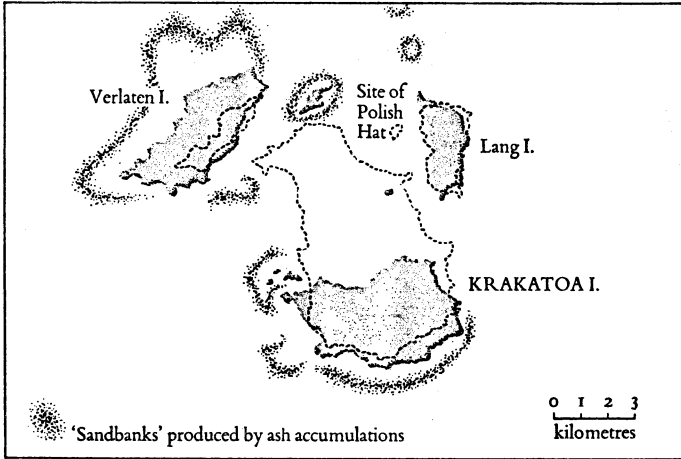 Verlaten I.
Site of
Polish
Hat
Lang I.
KRAKATOA I.
'Sandbanks' produced by ash accumulations
0 1 2 3
kilometres